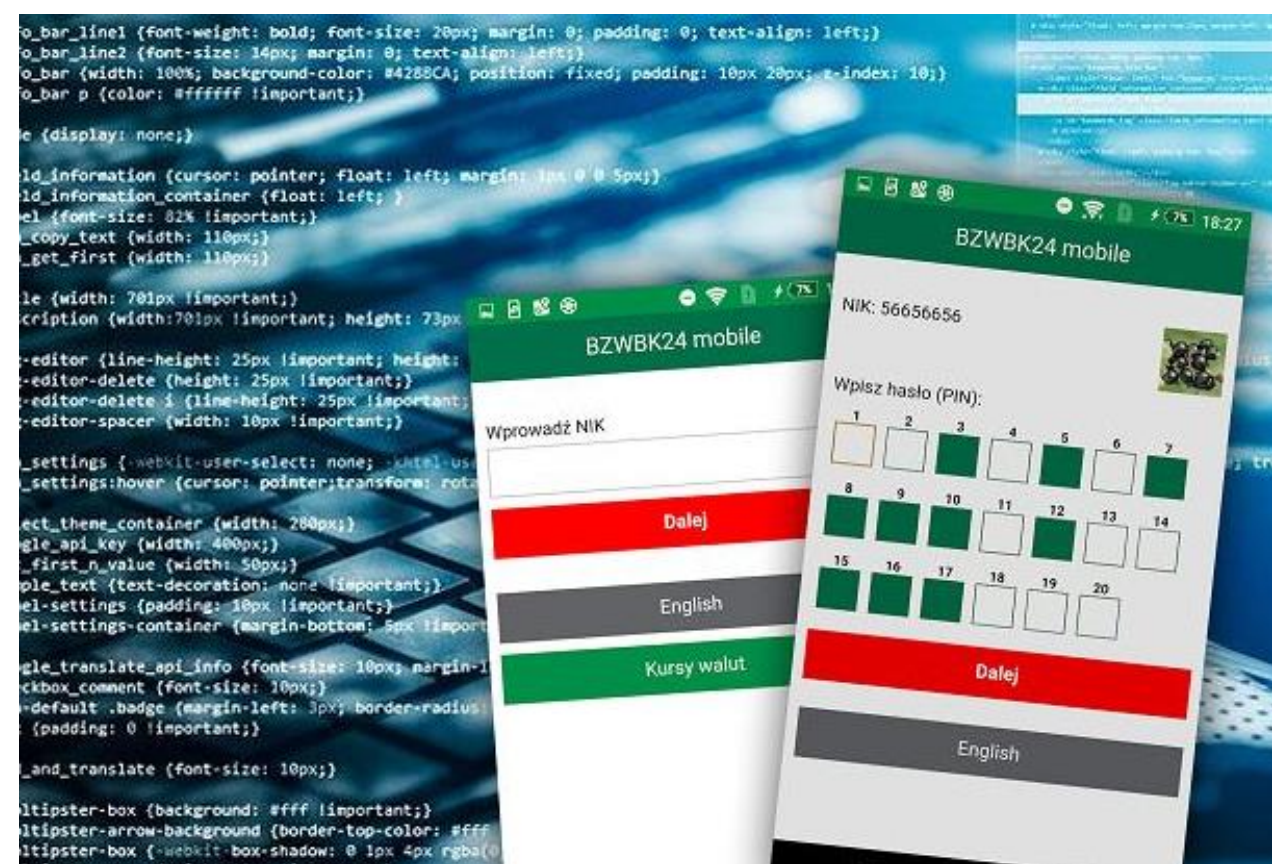 o_bar_line1 {font-weight: bold; font-size: 20px; margin: 0; padding: 0; text-align: left;}
o_bar_line2 {font-size: 14px; margin: 0; text-align: left;}
o_bar {width: 100%; background-color: #4288CA; position: fixed; padding: 10px 20px; z-index: 10;}
o_bar p {color: #ffffff !important;}
e {display: none;}
ld_information {cursor: pointer; float: left; margin: 1px 0 0 5px;}
ld_information_container {float: left; }
el {font-size: 82% !important;}
_copy_text {width: 110px;}
_get_first {width: 110px;}
le {width: 701px !important;}
cription {width:701px !important; height: 73px
-editor {line-height: 25px !important; height:
-editor-delete {height: 25px !important;}
-editor-delete i {line-height: 25px !important;
-editor-spacer {width: 10px !important;}
_settings {-webkit-user-select: none;
_settings:hover {cursor: pointer;transform: rota
ect_theme_container {width: 280px;}
gle_api_key {width: 400px;}
_first_n_value {width: 50px;}
ple_text {text-decoration: none !important;}
el-settings {padding: 10px !important;}
el-settings-container {margin-bottom: 5px !import
gle_translate_api_info {font-size: 10px; margin-l
ckbox_comment {font-size: 10px;}
-default .badge {margin-left: 3px; border-radius:
{padding: 0 !important;}
_and_translate {font-size: 10px;}
ltipster-box {background: #fff !important;}
ltipster-arrow-background {border-top-color: #fff
ltipster-box {-webkit-box-shadow: 0 1px 4px rgba(0
7%
BZWBK24 mobile
Wprowadź NIK
Dalej
English
Kursy walut
7% 18:27
BZWBK24 mobile
NIK: 56656656
Wpisz hasło (PIN):
1 2 3 4 5 6 7
8 9 10 11 12 13 14
15 16 17 18 19 20
Dalej
English